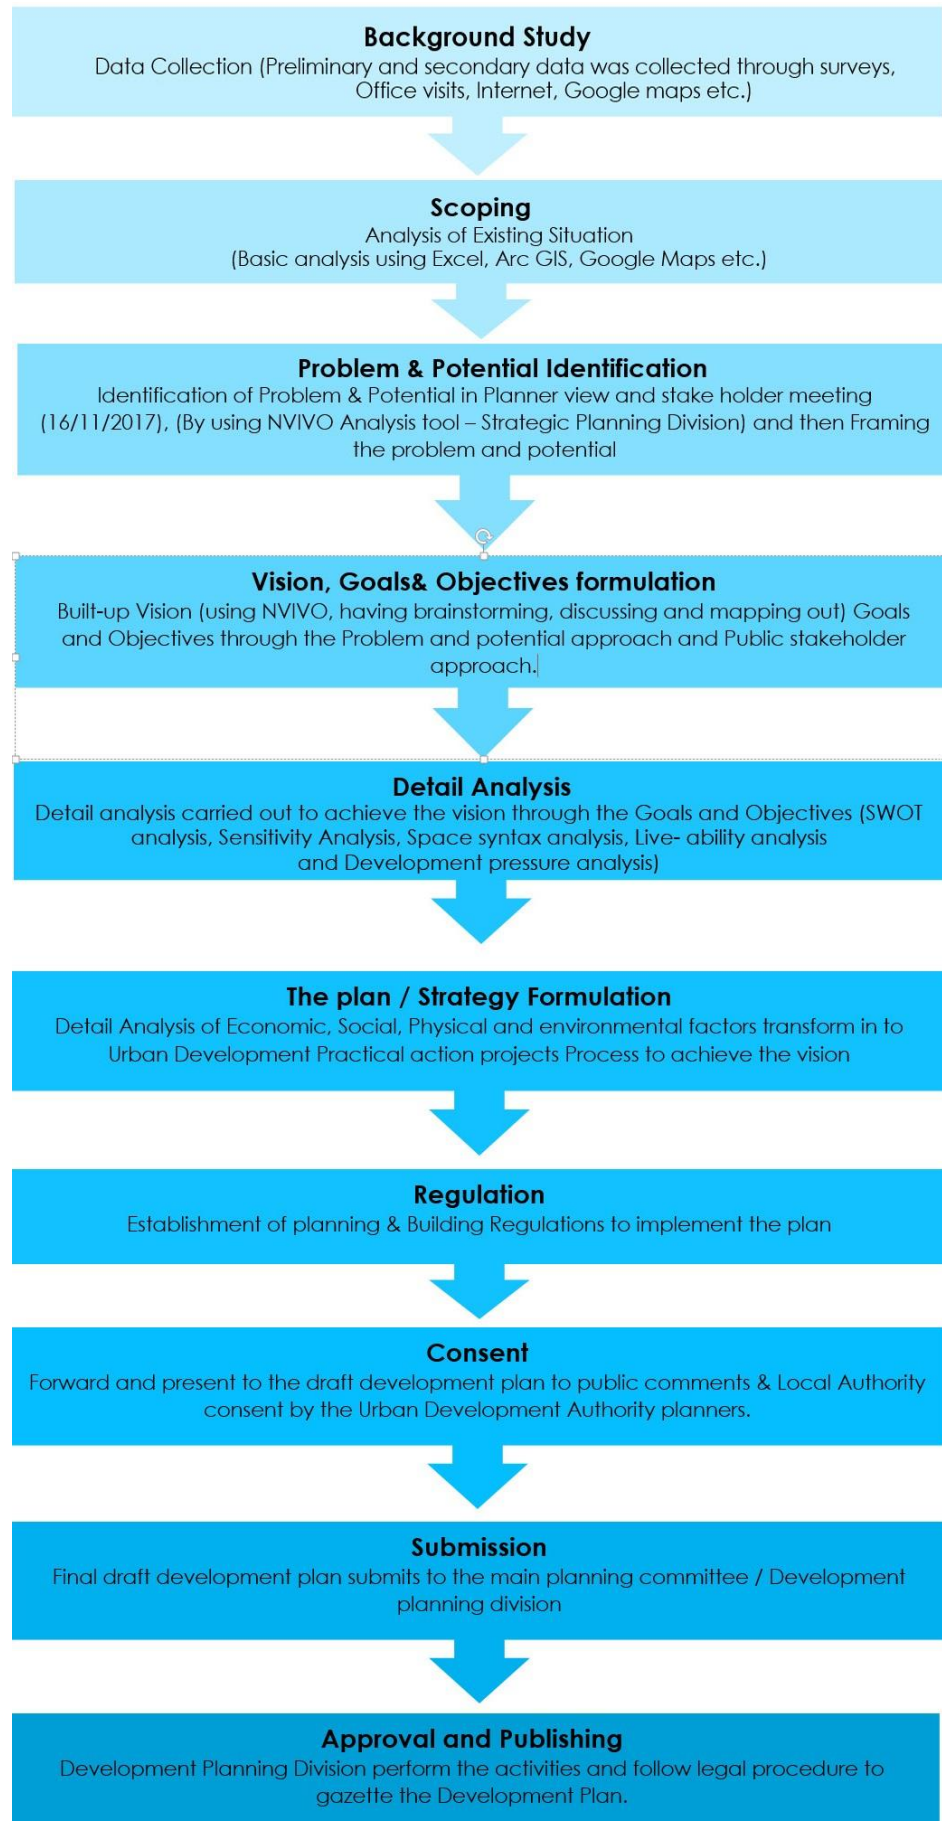 Background Study
Data Collection (Preliminary and secondary data was collected through surveys,
Office visits, Internet, Google maps etc.)
Scoping
Analysis of Existing Situation
(Basic analysis using Excel, Arc GIS, Google Maps etc.)
Problem & Potential Identification
Identification of Problem & Potential in Planner view and stake holder meeting
(16/11/2017), (By using NVIVO Analysis tool – Strategic Planning Division) and then Framing
the problem and potential
Vision, Goals& Objectives formulation
Built-up Vision (using NVIVO, having brainstorming, discussing and mapping out) Goals
and Objectives through the Problem and potential approach and Public stakeholder
approach.
Detail Analysis
Detail analysis carried out to achieve the vision through the Goals and Objectives (SWOT
analysis, Sensitivity Analysis, Space syntax analysis, Live- ability analysis
and Development pressure analysis)
The plan / Strategy Formulation
Detail Analysis of Economic, Social, Physical and environmental factors transform in to
Urban Development Practical action projects Process to achieve the vision
Regulation
Establishment of planning & Building Regulations to implement the plan
Consent
Forward and present to the draft development plan to public comments & Local Authority
consent by the Urban Development Authority planners.
Submission
Final draft development plan submits to the main planning committee / Development
planning division
Approval and Publishing
Development Planning Division perform the activities and follow legal procedure to
gazette the Development Plan.